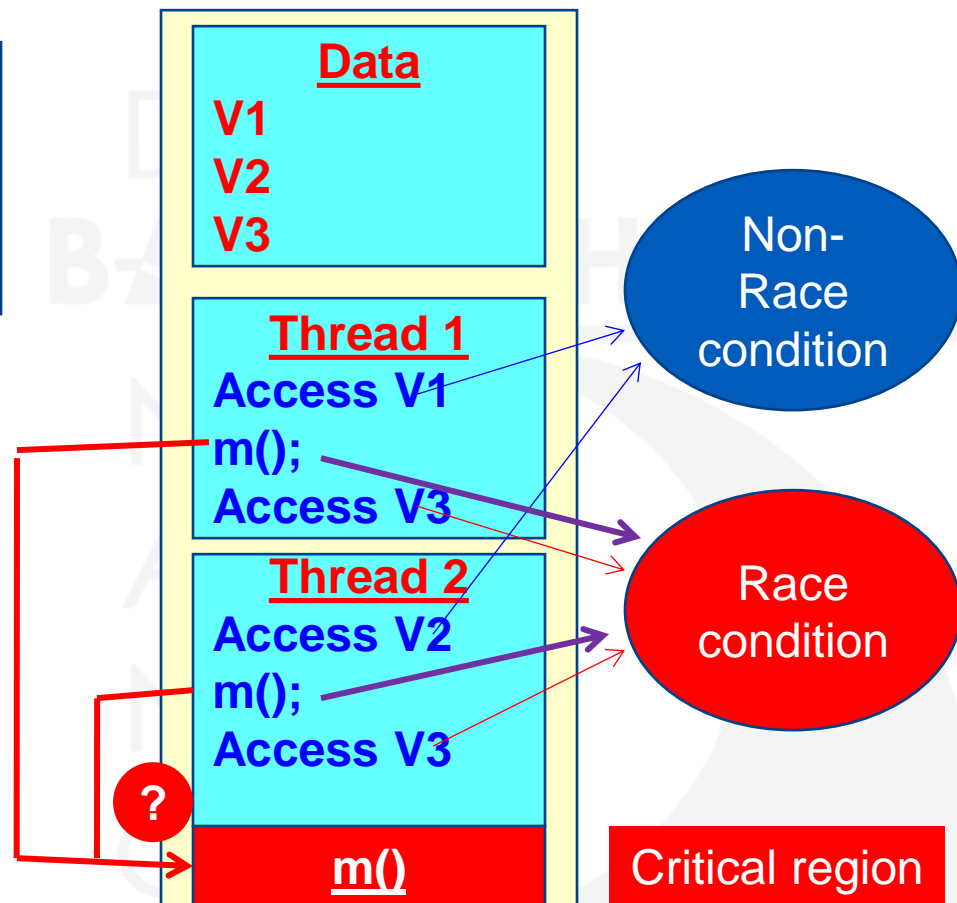 Data
V1
V2
V3
Non-
Race
condition
Thread 1
Access V1
m();
Access V3
Thread 2
Access V2
m();
Access V3
Race
condition
?
m()
Critical region